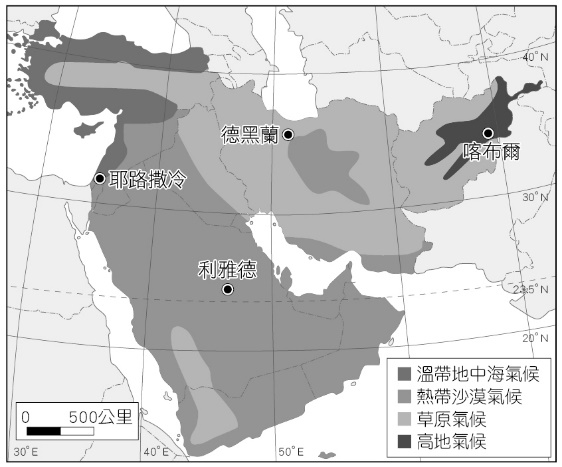 40°N
德黑蘭
喀布爾
耶路撒冷
30°N
利雅德
23.5°N
20°N
溫帶地中海氣候
熱帶沙漠氣候
草原氣候
高地氣候
0 500公里
30°E
40°E
50°E